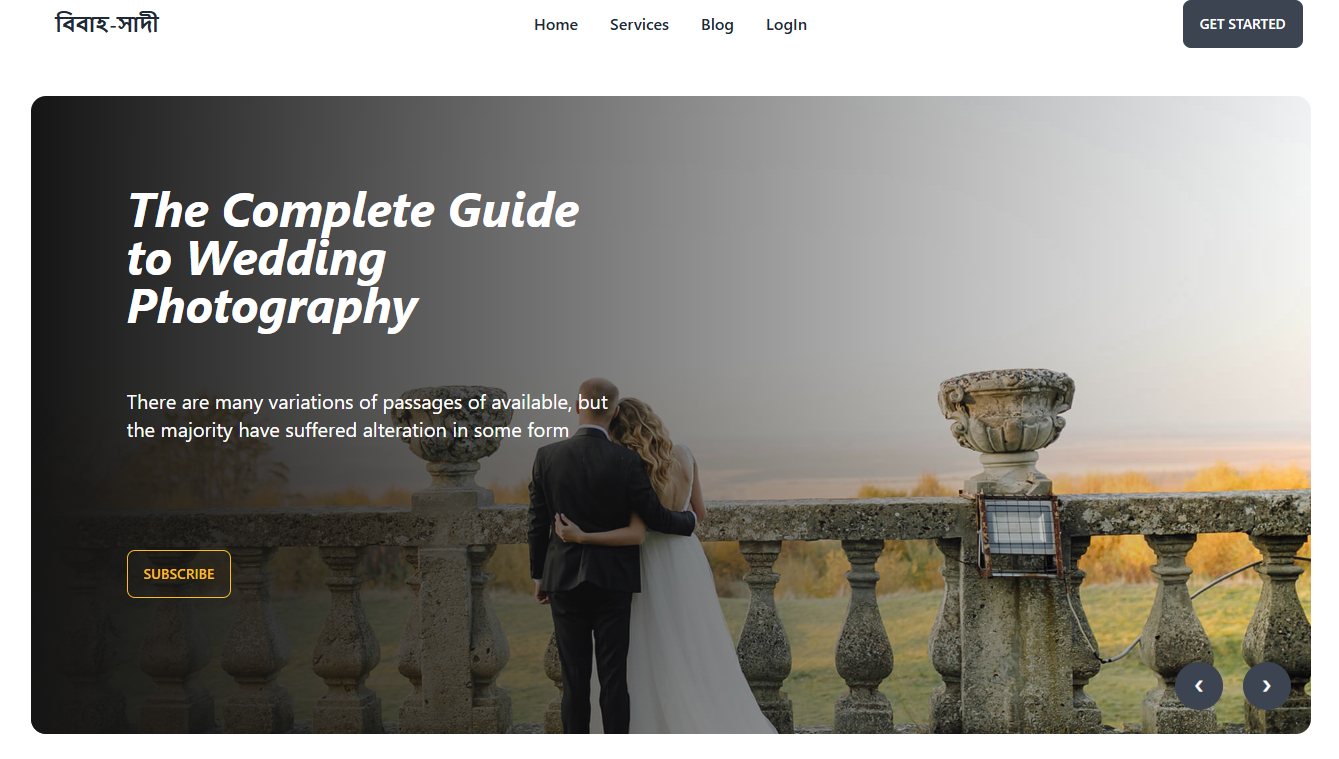 বিবাহ-সাদী
Home Services Blog LogIn
GET STARTED
The Complete Guide
to Wedding
Photography
There are many variations of passages of available, but
the majority have suffered alteration in some form
SUBSCRIBE
❮ ❯